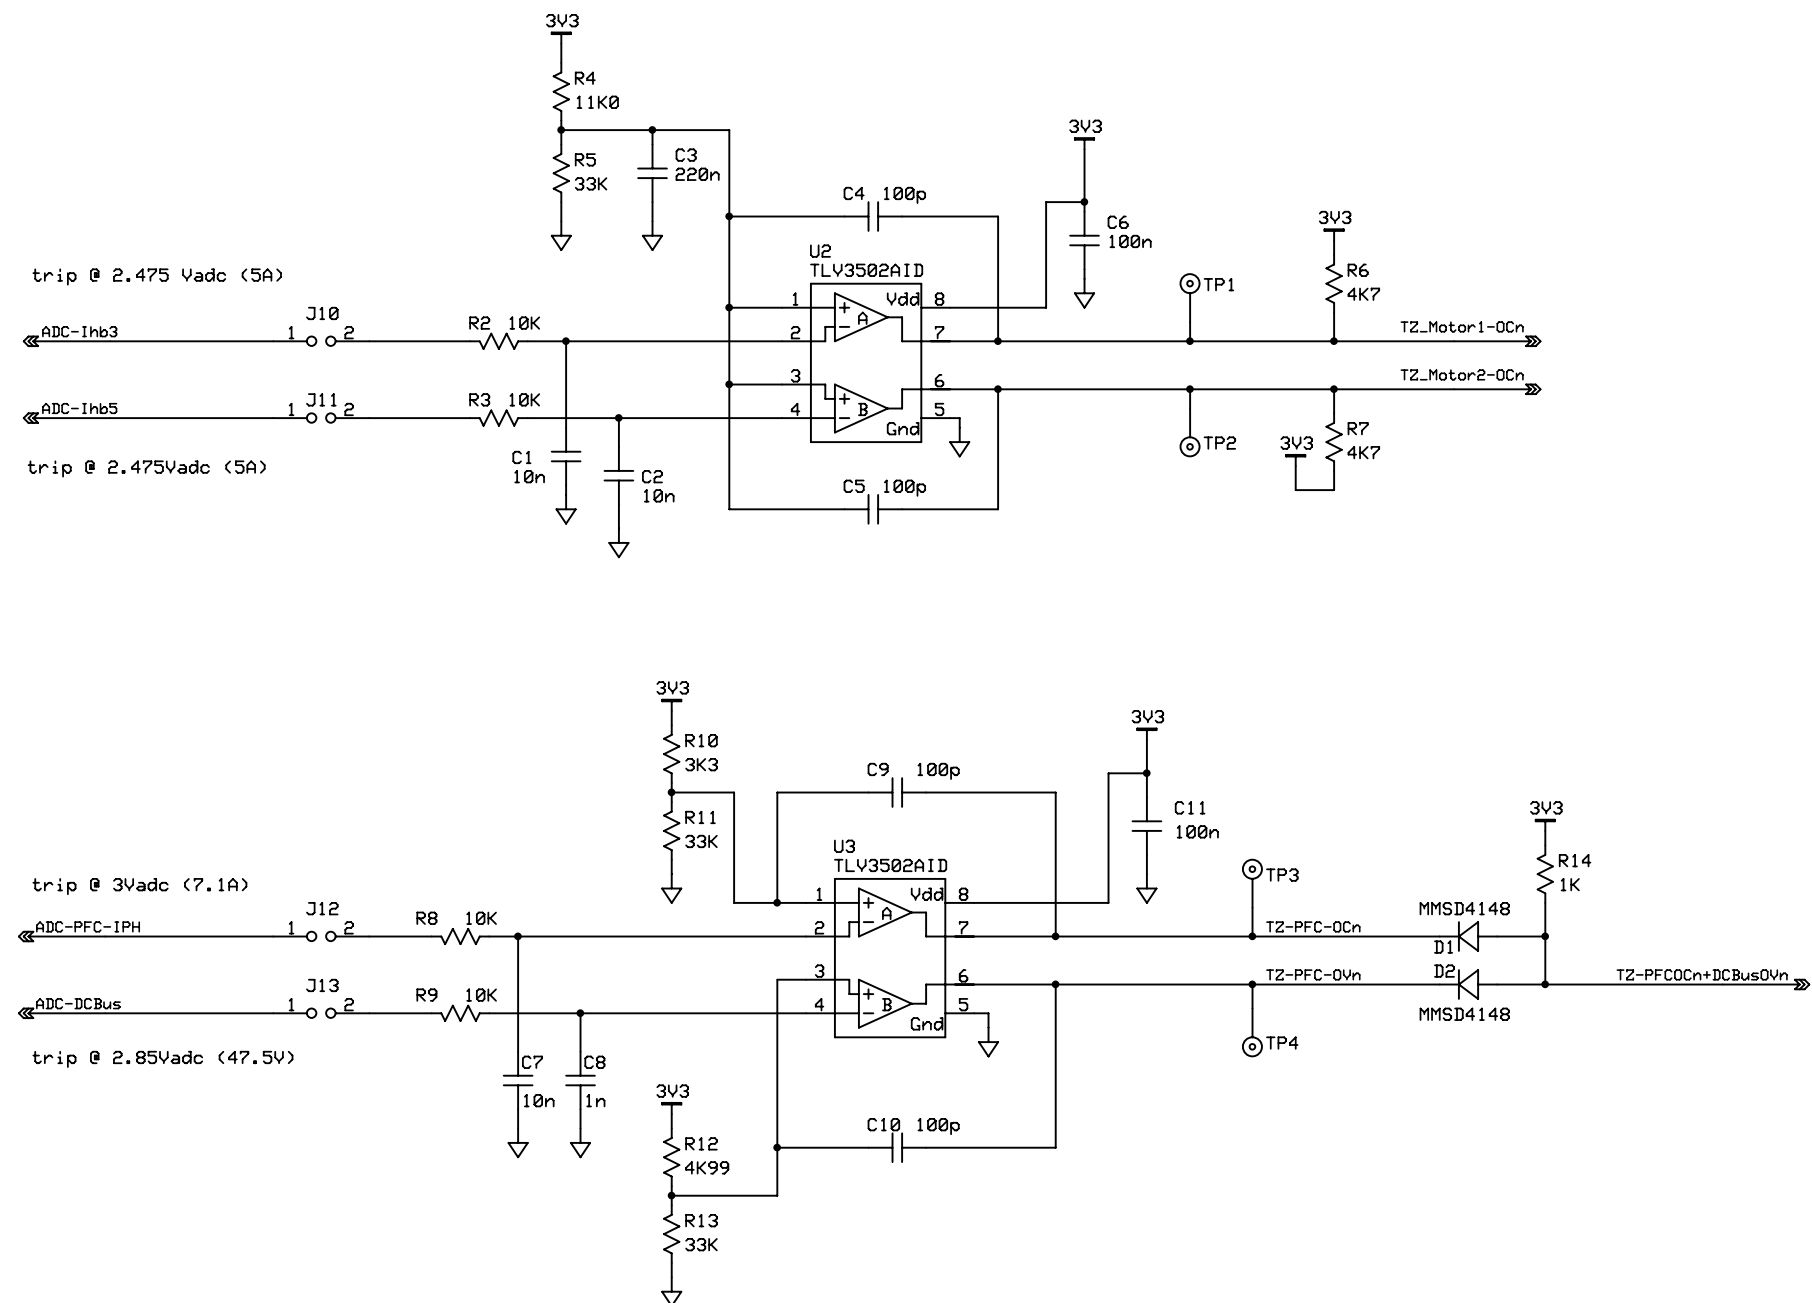 3V3
R4
11K0
R5
33K
C3
220n
3V3
C4 100p
C6
100n
3V3
R6
4K7
U2
TLV3502AID
trip @ 2.475 Vadc (5A)
ADC-Ihb3
1 J10 2
R2 10K
1 + Vdd 8
2 - A 7
TP1
TZ_Motor1-OCn
ADC-Ihb5
1 J11 2
R3 10K
3 + 6
4 - B 5
Gnd
TZ_Motor2-OCn
TP2
3V3
R7
4K7
trip @ 2.475Vadc (5A)
C1
10n
C2
10n
C5 100p
3V3
R10
3K3
R11
33K
C9 100p
3V3
C11
100n
3V3
R14
1K
U3
TLV3502AID
trip @ 3Vadc (7.1A)
ADC-PFC-IPH
1 J12 2
R8 10K
1 + Vdd 8
2 - A 7
TP3
TZ-PFC-OCn
MMSD4148
D1
ADC-DCBus
1 J13 2
R9 10K
3 + 6
4 - B 5
Gnd
TZ-PFC-OVn
D2
MMSD4148
TZ-PFCOCn+DCBusOVn
TP4
trip @ 2.85Vadc (47.5V)
C7
10n
C8
1n
3V3
R12
4K99
R13
33K
C10 100p